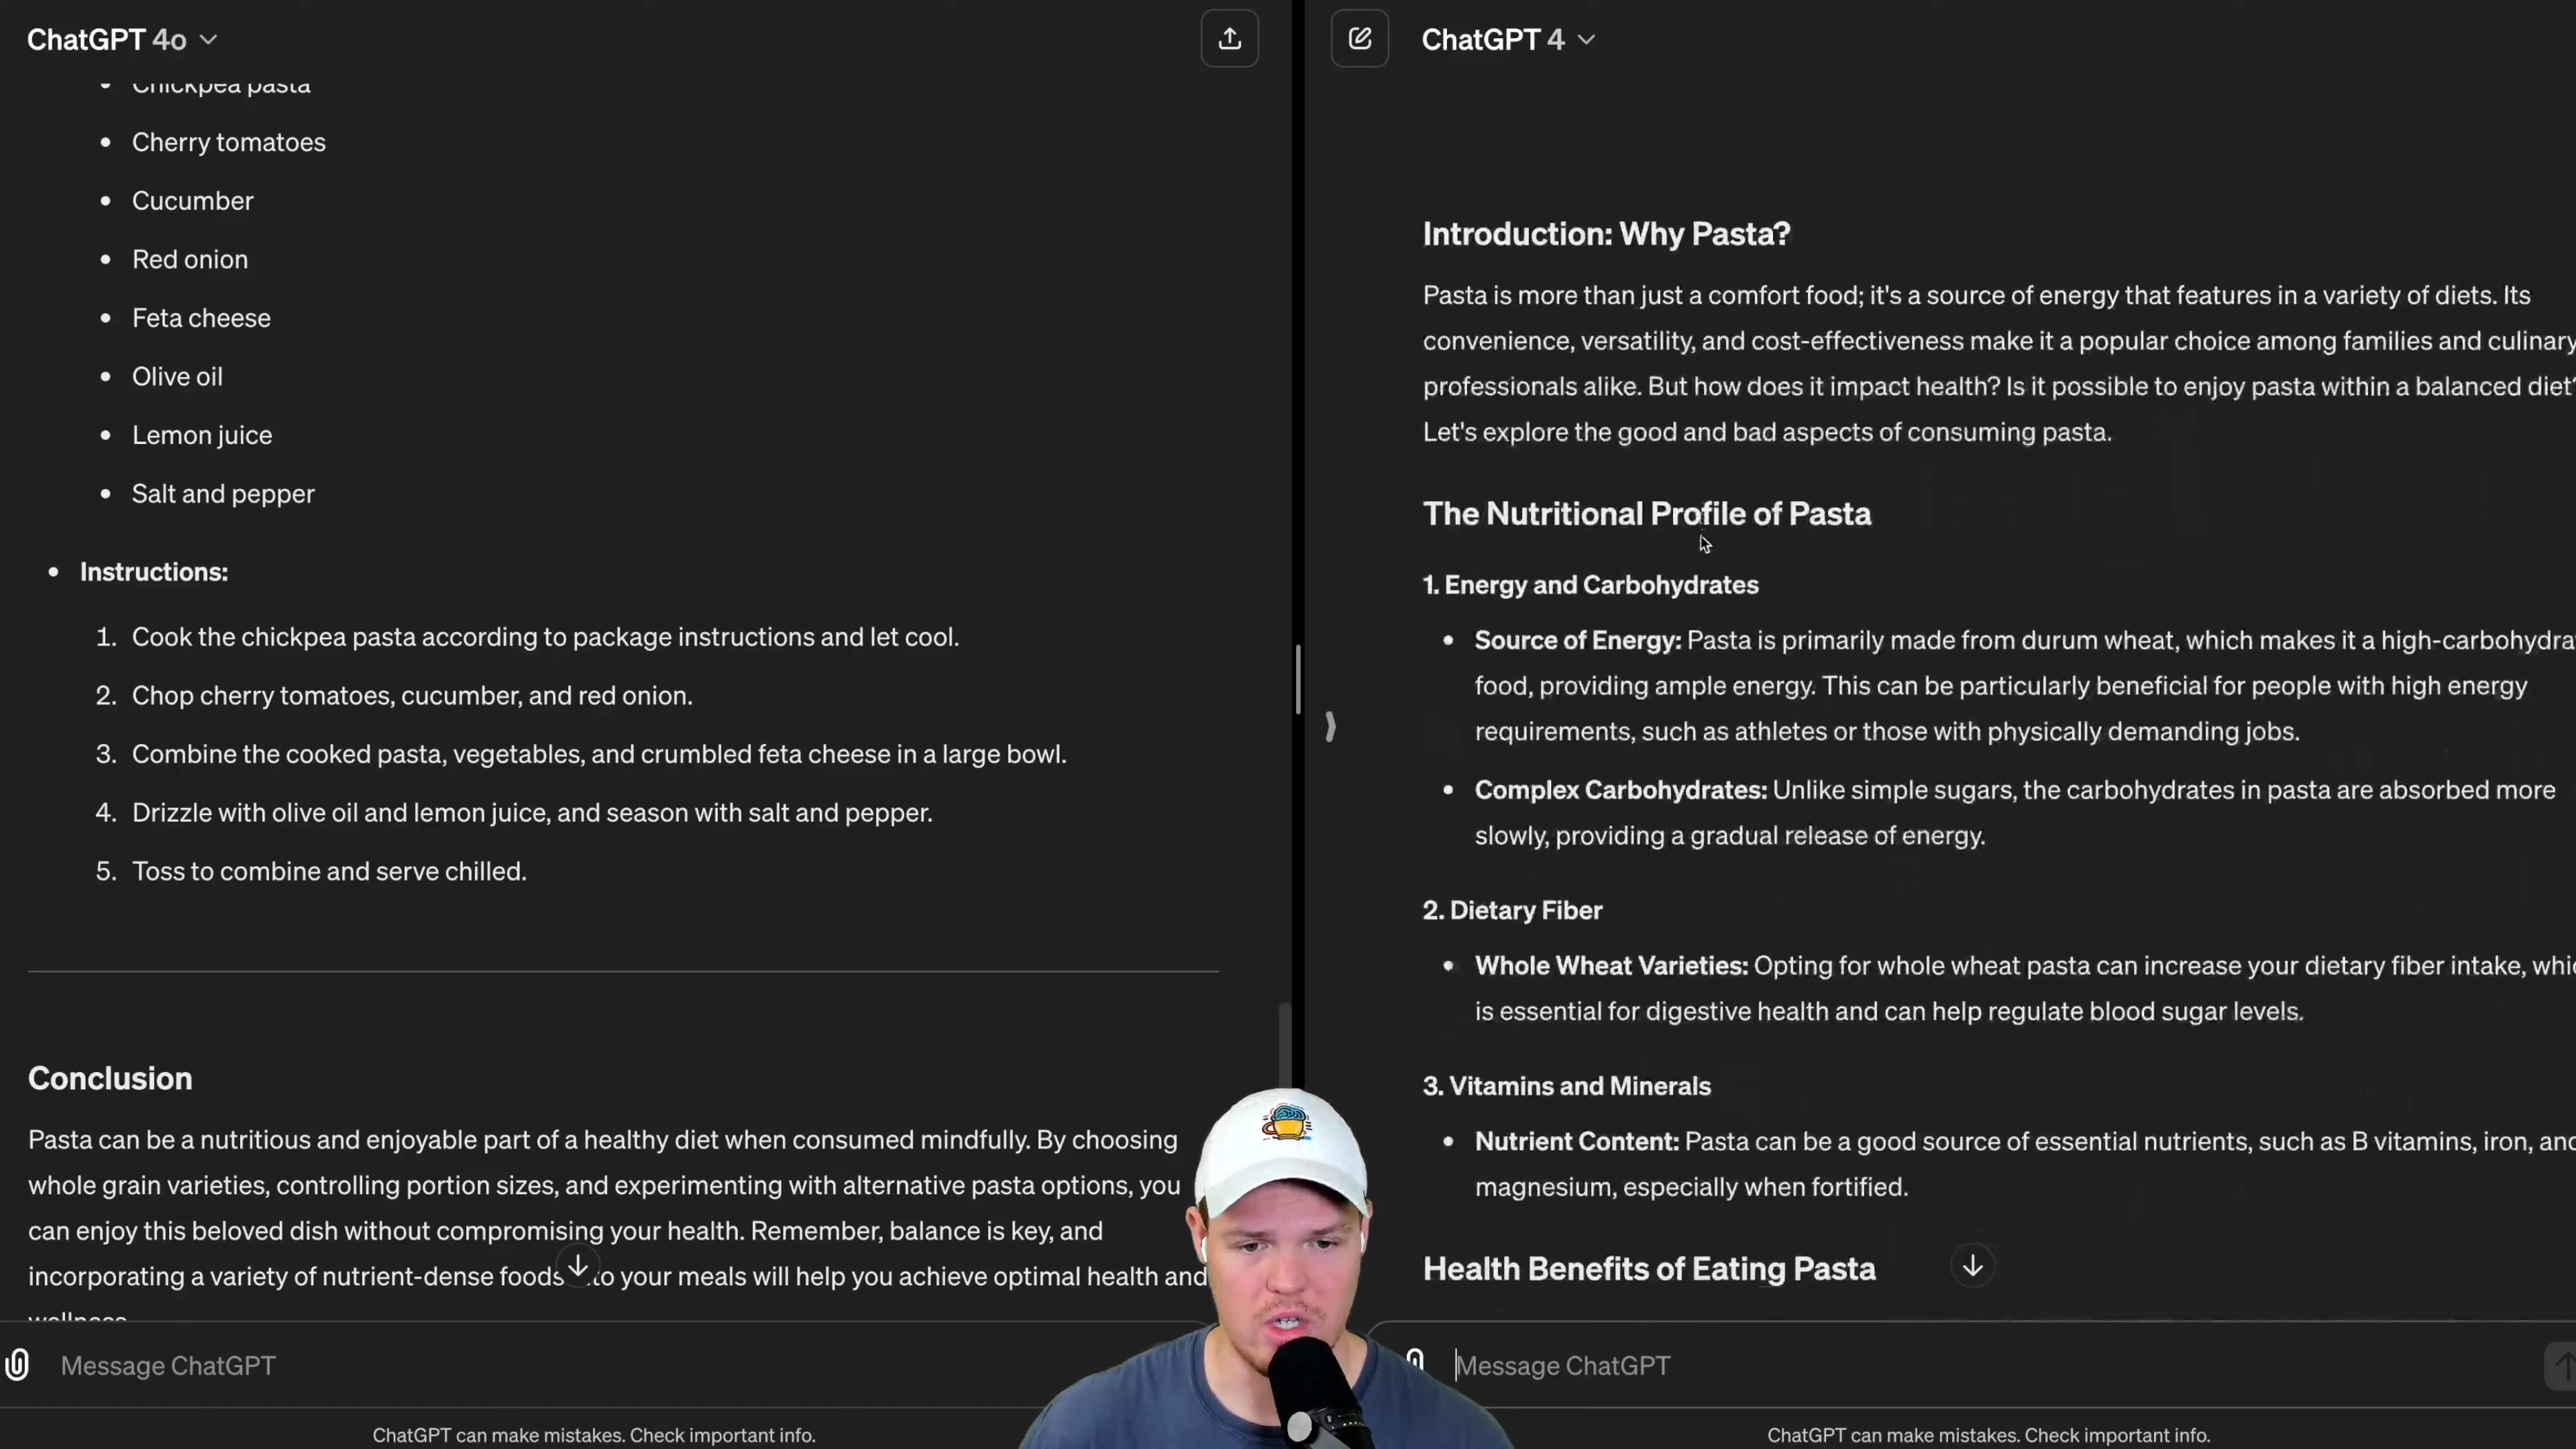 ChatGPT 4o
Chickpea pasta
Cherry tomatoes
Cucumber
Red onion
Feta cheese
Olive oil
Lemon juice
Salt and pepper
Instructions:
1. Cook the chickpea pasta according to package instructions and let cool.
2. Chop cherry tomatoes, cucumber, and red onion.
3. Combine the cooked pasta, vegetables, and crumbled feta cheese in a large bowl.
4. Drizzle with olive oil and lemon juice, and season with salt and pepper.
5. Toss to combine and serve chilled.
Conclusion
Pasta can be a nutritious and enjoyable part of a healthy diet when consumed mindfully. By choosing
whole grain varieties, controlling portion sizes, and experimenting with alternative pasta options, you
can enjoy this beloved dish without compromising your health. Remember, balance is key, and
incorporating a variety of nutrient-dense foods to your meals will help you achieve optimal health and
wellness.
Message ChatGPT
ChatGPT can make mistakes. Check important info.
ChatGPT 4
Introduction: Why Pasta?
Pasta is more than just a comfort food; it's a source of energy that features in a variety of diets. Its
convenience, versatility, and cost-effectiveness make it a popular choice among families and culinary
professionals alike. But how does it impact health? Is it possible to enjoy pasta within a balanced diet?
Let's explore the good and bad aspects of consuming pasta.
The Nutritional Profile of Pasta
1. Energy and Carbohydrates
Source of Energy: Pasta is primarily made from durum wheat, which makes it a high-carbohydra
food, providing ample energy. This can be particularly beneficial for people with high energy
requirements, such as athletes or those with physically demanding jobs.
Complex Carbohydrates: Unlike simple sugars, the carbohydrates in pasta are absorbed more
slowly, providing a gradual release of energy.
2. Dietary Fiber
Whole Wheat Varieties: Opting for whole wheat pasta can increase your dietary fiber intake, whic
is essential for digestive health and can help regulate blood sugar levels.
3. Vitamins and Minerals
Nutrient Content: Pasta can be a good source of essential nutrients, such as B vitamins, iron, and
magnesium, especially when fortified.
Health Benefits of Eating Pasta
Message ChatGPT
ChatGPT can make mistakes. Check important info.